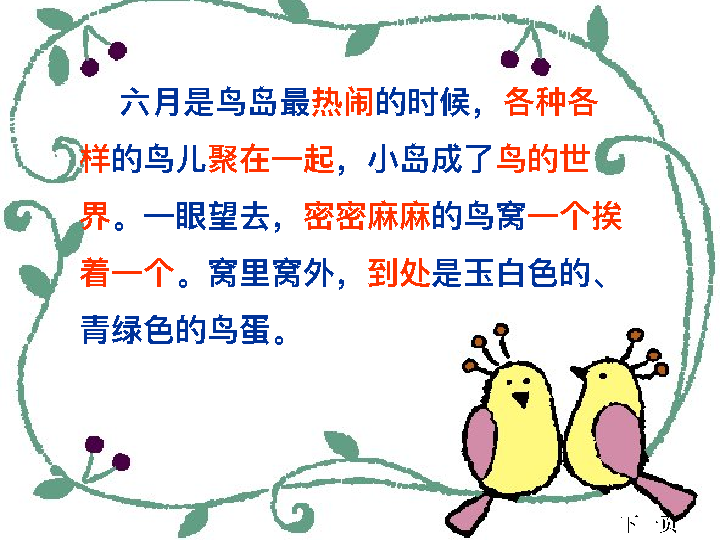 六月是鸟岛最热闹的时候，各种各
样的鸟儿聚在一起，小岛成了鸟的世
界。一眼望去，密密麻麻的鸟窝一个挨
着一个。窝里窝外，到处是玉白色的、
青绿色的鸟蛋。
下一页